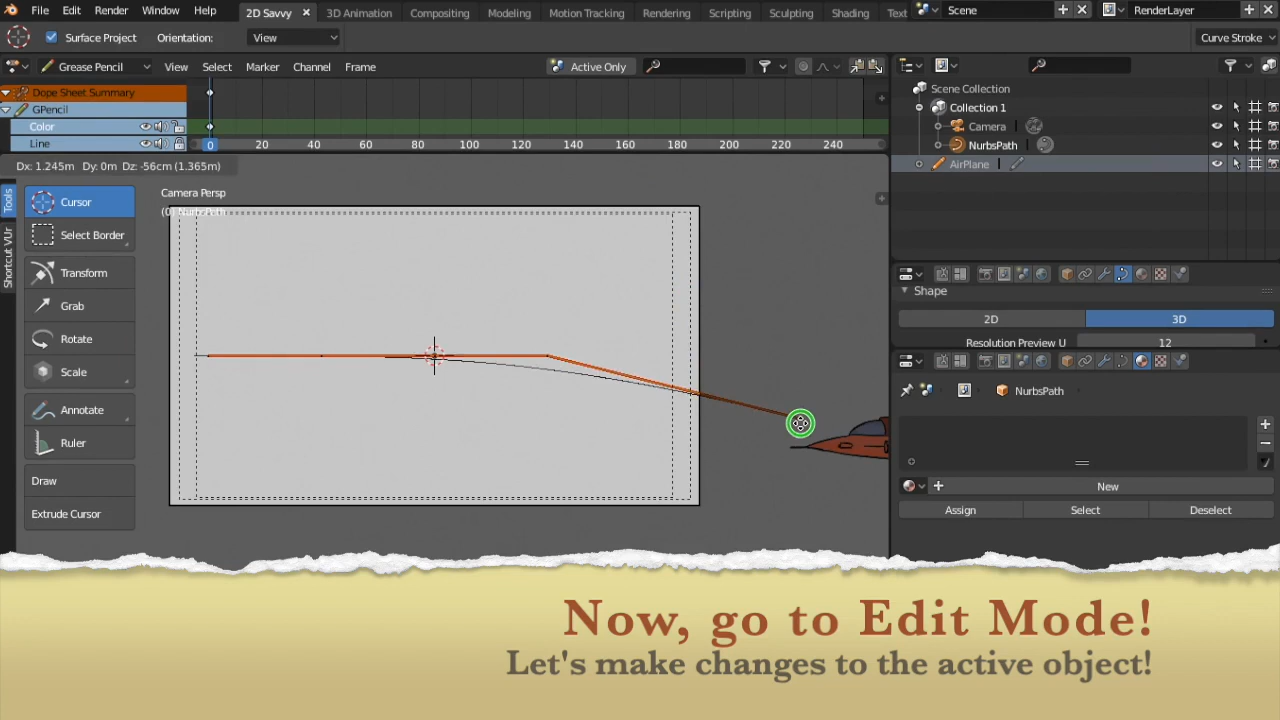 File Edit Render Window Help 2D Savvy 3D Animation Compositing Modeling Motion Tracking Rendering Scripting Sculpting Shading Text Scene RenderLayer
Surface Project Orientation: View Curve Stroke
Grease Pencil View Select Marker Channel Frame Active Only
Dope Sheet Summary
GPencil
Color
Line
0 20 40 60 80 100 120 140 160 180 200 220 240
Scene Collection
Collection 1
Camera
NurbsPath
AirPlane
Dx: 1.245m Dy: 0m Dz: -56cm (1.365m)
Tools
Shortcut VUr
Cursor
Select Border
Transform
Grab
Rotate
Scale
Annotate
Ruler
Draw
Extrude Cursor
Camera Persp
(0) NurbsPath
Shape
2D 3D
Resolution Preview U 12
NurbsPath
New
Assign Select Deselect
Now, go to Edit Mode!
Let's make changes to the active object!